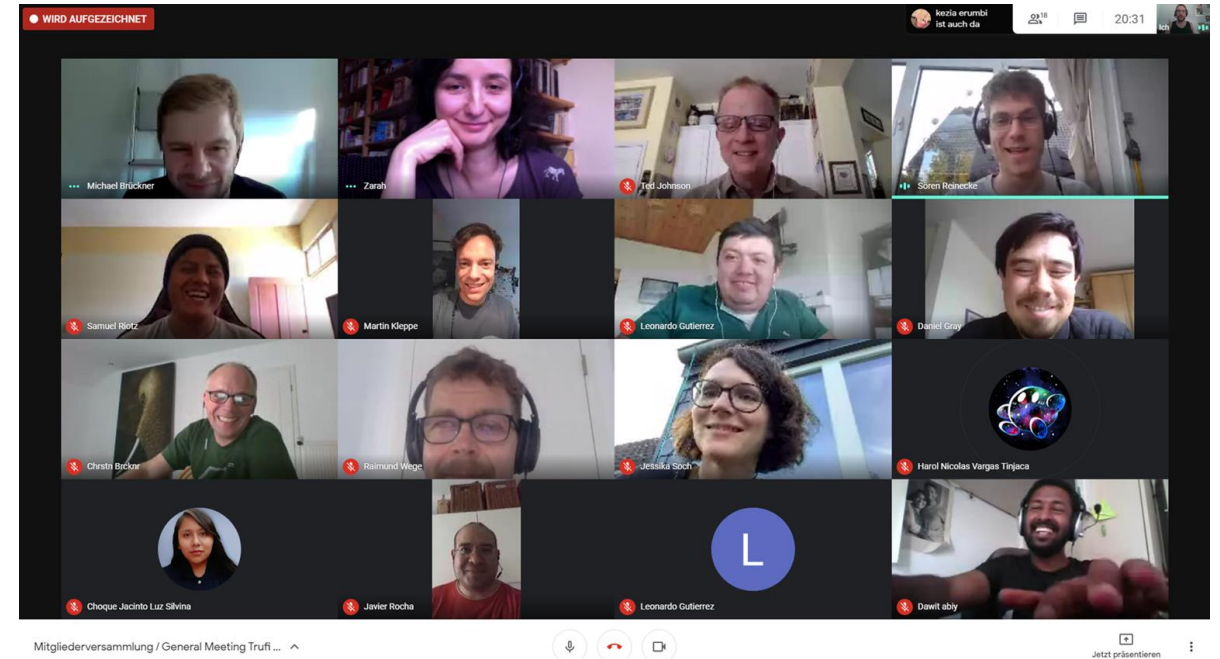 WIRD AUFGEZEICHNET
kezia erumbi
ist auch da
18
20:31
Ich
Michael Brückner
Zarah
Ted Johnson
Sören Reinecke
Samuel Riotz
Martin Kleppe
Leonardo Gutierrez
Daniel Gray
Chrstn Brcknr
Raimund Wege
Jessika Soch
Harol Nicolas Vargas Tinjaca
Choque Jacinto Luz Silvina
Javier Rocha
L
Leonardo Gutierrez
Dawit abiy
Mitgliederversammlung / General Meeting Trufi ...
Jetzt präsentieren